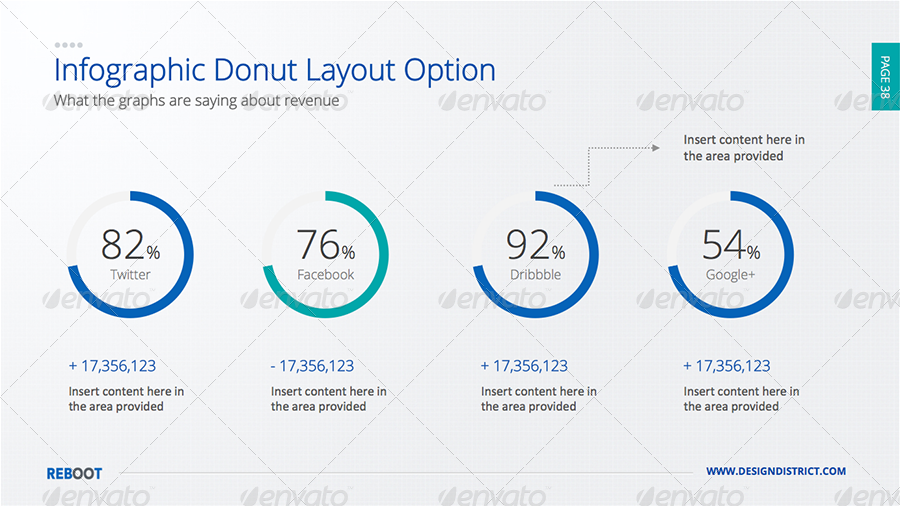 Infographic Donut Layout Option
What the graphs are saying about revenue
PAGE 38
Insert content here in
the area provided
82%
Twitter
76%
Facebook
92%
Dribbble
54%
Google+
+ 17,356,123
Insert content here in
the area provided
- 17,356,123
Insert content here in
the area provided
+ 17,356,123
Insert content here in
the area provided
+ 17,356,123
Insert content here in
the area provided
REBOOT
WWW.DESIGNDISTRICT.COM
envato